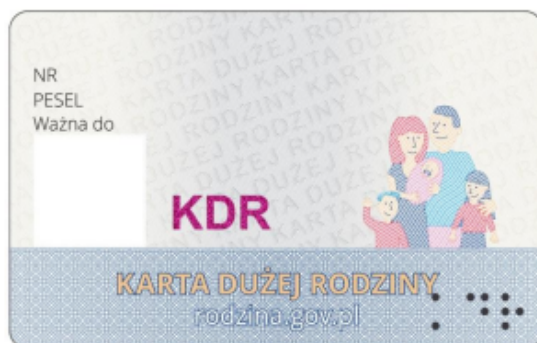 NR
PESEL
Ważna do
KDR
KARTA DUŻEJ RODZINY
rodzina.gov.pl